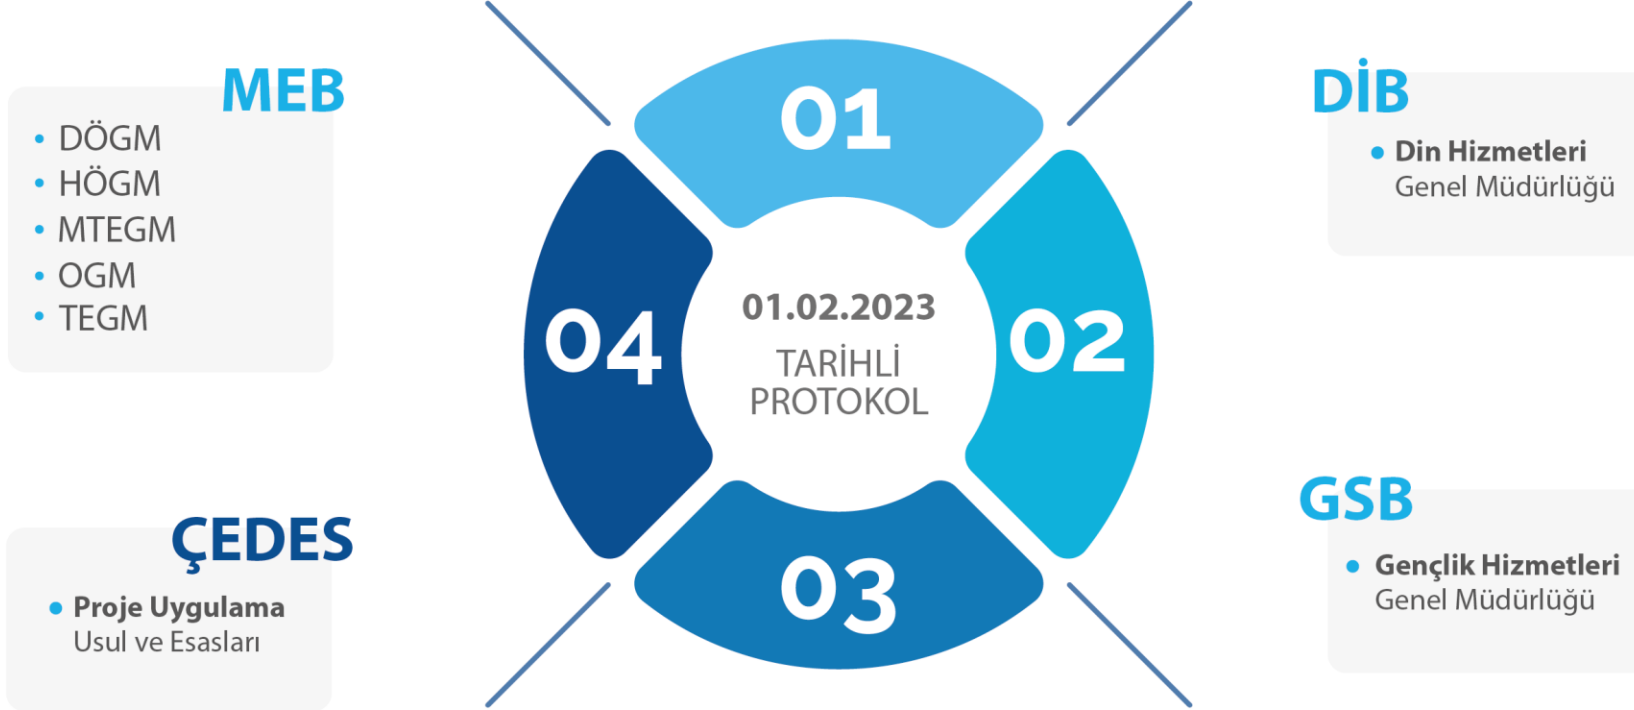 MEB
DÖGM
HÖGM
MTEGM
OGM
TEGM
ÇEDES
Proje Uygulama
Usul ve Esasları
01
02
03
04
01.02.2023
TARİHLİ
PROTOKOL
DİB
Din Hizmetleri
Genel Müdürlüğü
GSB
Gençlik Hizmetleri
Genel Müdürlüğü